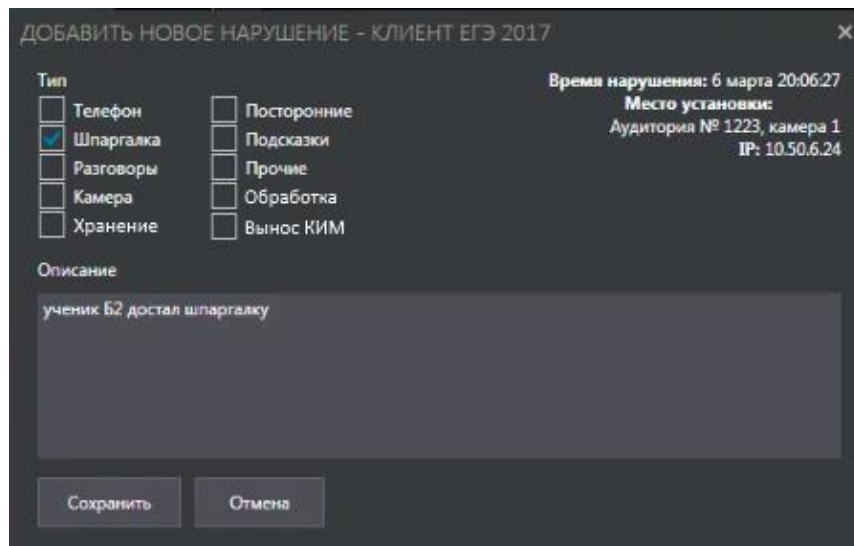 ДОБАВИТЬ НОВОЕ НАРУШЕНИЕ - КЛИЕНТ ЕГЭ 2017
Тип
Телефон
Шпаргалка
Разговоры
Камера
Хранение
Посторонние
Подсказки
Прочие
Обработка
Вынос КИМ
Время нарушения: 6 марта 20:06:27
Место установки:
Аудитория № 1223, камера 1
IP: 10.50.6.24
Описание
ученик Б2 достал шпаргалку
Сохранить
Отмена